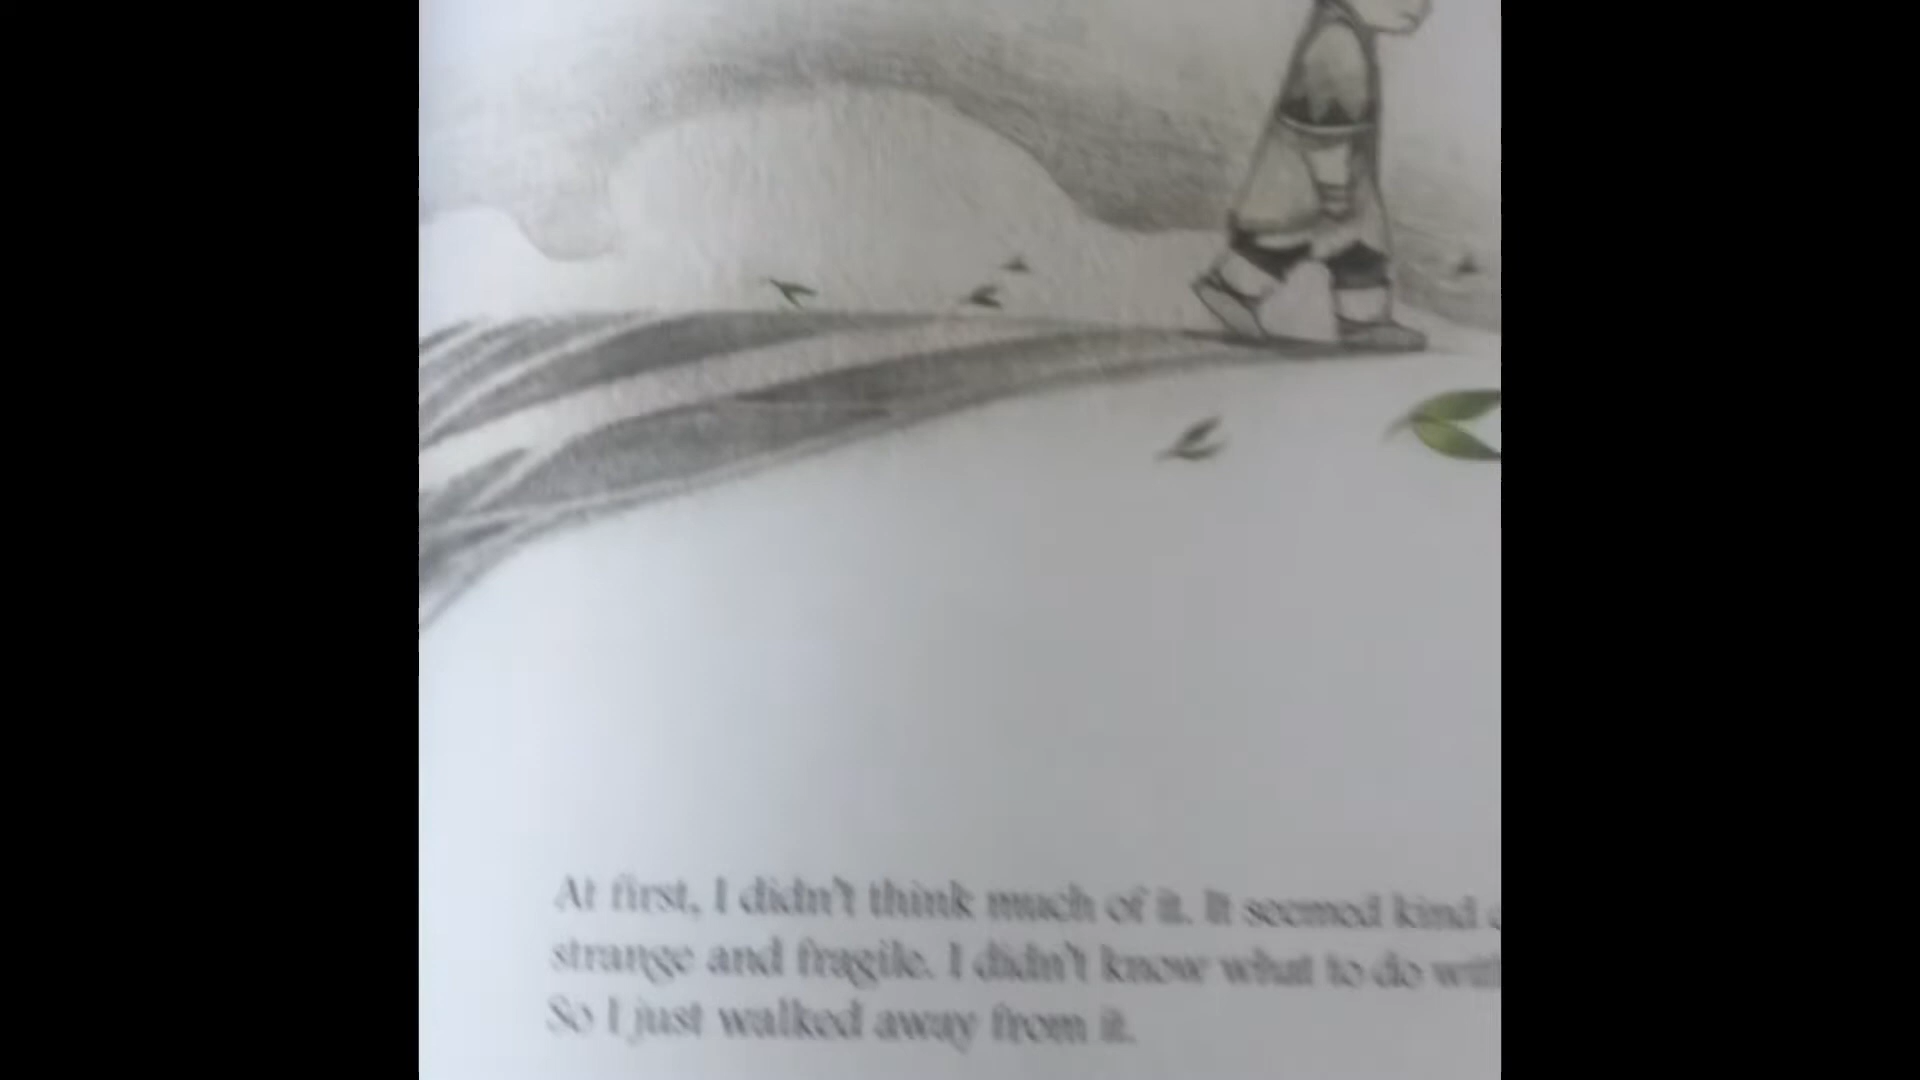 At first, I didn't think much of it. It seemed kind
strange and fragile. I didn't know what to do
So I just walked away from it.